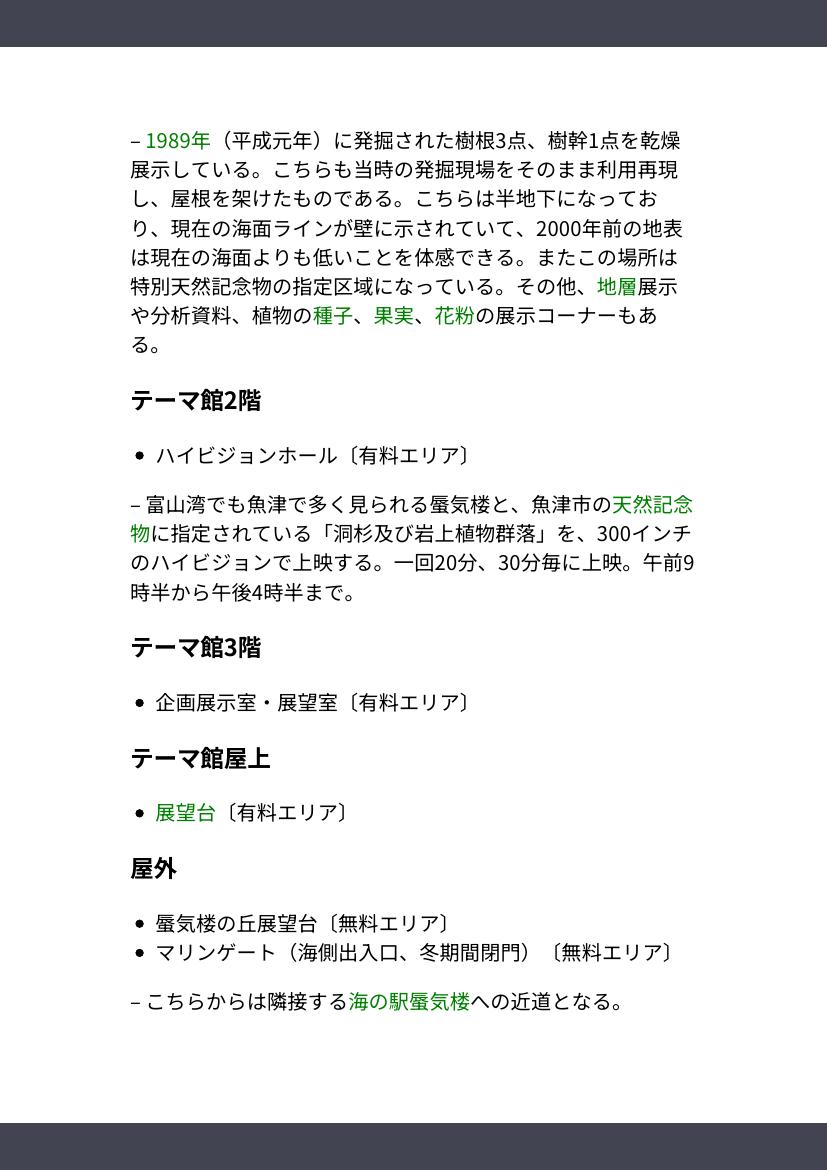 – 1989年（平成元年）に発掘された樹根3点、樹幹1点を乾燥
展示している。こちらも当時の発掘現場をそのまま利用再現
し、屋根を架けたものである。こちらは半地下になってお
り、現在の海面ラインが壁に示されていて、2000年前の地表
は現在の海面よりも低いことを体感できる。またこの場所は
特別天然記念物の指定区域になっている。その他、地層展示
や分析資料、植物の種子、果実、花粉の展示コーナーもあ
る。
テーマ館2階
• ハイビジョンホール〔有料エリア〕
– 富山湾でも魚津で多く見られる蜃気楼と、魚津市の天然記念
物に指定されている「洞杉及び岩上植物群落」を、300インチ
のハイビジョンで上映する。一回20分、30分毎に上映。午前9
時半から午後4時半まで。
テーマ館3階
• 企画展示室・展望室〔有料エリア〕
テーマ館屋上
• 展望台〔有料エリア〕
屋外
• 蜃気楼の丘展望台〔無料エリア〕
• マリンゲート（海側出入口、冬期間閉門）〔無料エリア〕
– こちらからは隣接する海の駅蜃気楼への近道となる。